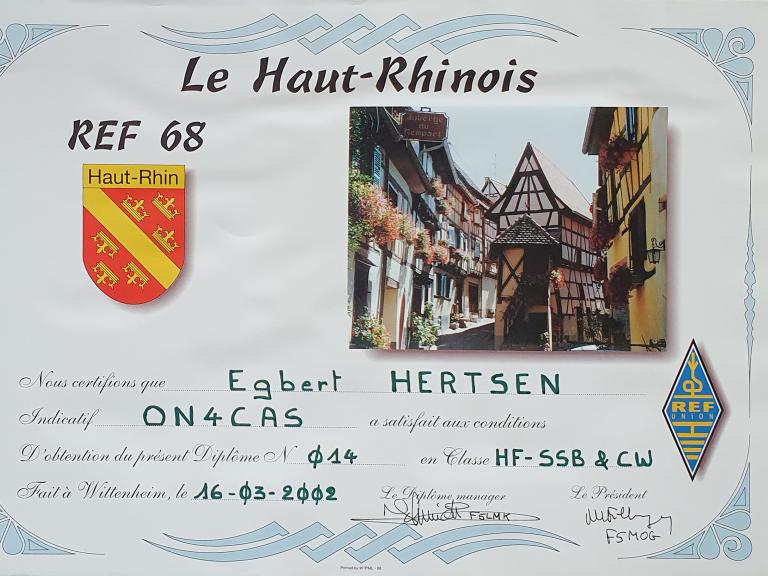 Le Haut-Rhinois
REF 68
Haut-Rhin
Auberge
du
Rempart
Nous certifions que Egbert HERTSEN
Indicatif ON4CAS a satisfait aux conditions
D'obtention du présent Diplôme N° Ø14 en Classe HF-SSB & CW
Fait à Wittenheim, le 16-Ø3-2ØØ2
REF
UNION
Le Diplôme manager
F5LMK
Le Président
F5MOG